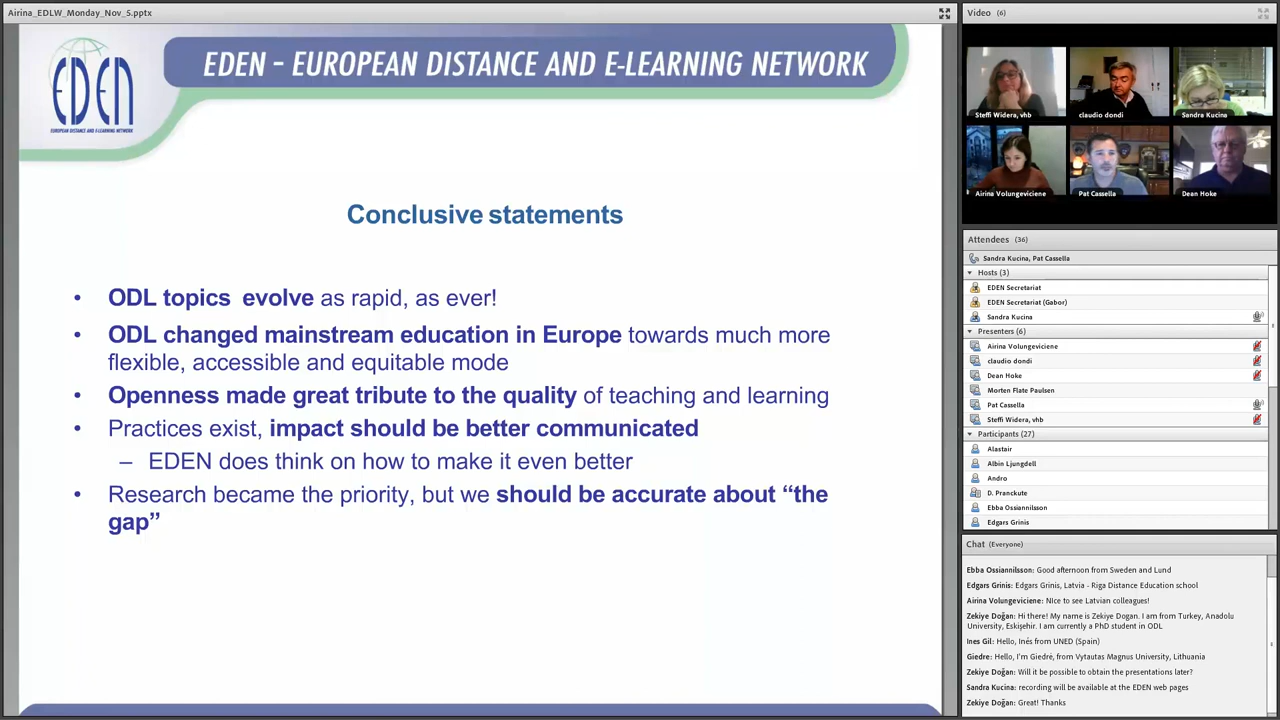 Airina_EDLW_Monday_Nov_5.pptx
EDEN
EUROPEAN DISTANCE AND E-LEARNING NETWORK
EDEN – EUROPEAN DISTANCE AND E-LEARNING NETWORK
Conclusive statements
• ODL topics evolve as rapid, as ever!
• ODL changed mainstream education in Europe towards much more
flexible, accessible and equitable mode
• Openness made great tribute to the quality of teaching and learning
• Practices exist, impact should be better communicated
– EDEN does think on how to make it even better
• Research became the priority, but we should be accurate about “the
gap”
Video (6)
Steffi Widera, vhb
claudio dondi
Sandra Kucina
Airina Volungeviciene
Pat Cassella
Dean Hoke
Attendees (36)
Sandra Kucina, Pat Cassella
Hosts (3)
EDEN Secretariat
EDEN Secretariat (Gabor)
Sandra Kucina
Presenters (6)
Airina Volungeviciene
claudio dondi
Dean Hoke
Morten Flate Paulsen
Pat Cassella
Steffi Widera, vhb
Participants (27)
Alastair
Albin Ljungdell
Andro
D. Pranckute
Ebba Ossiannilsson
Edgars Grinis
Chat (Everyone)
Ebba Ossiannilsson: Good afternoon from Sweden and Lund
Edgars Grinis: Edgars Grinis, Latvia - Riga Distance Education school
Airina Volungeviciene: NIce to see Latvian colleagues!
Zekiye Doğan: Hi there! My name is Zekiye Dogan. I am from Turkey, Anadolu
University, Eskişehir. I am currently a PhD student in ODL
Ines Gil: Hello, Inés from UNED (Spain)
Giedre: Hello, I'm Giedrė, from Vytautas Magnus University, Lithuania
Zekiye Doğan: Will it be possible to obtain the presentations later?
Sandra Kucina: recording will be available at the EDEN web pages
Zekiye Doğan: Great! Thanks